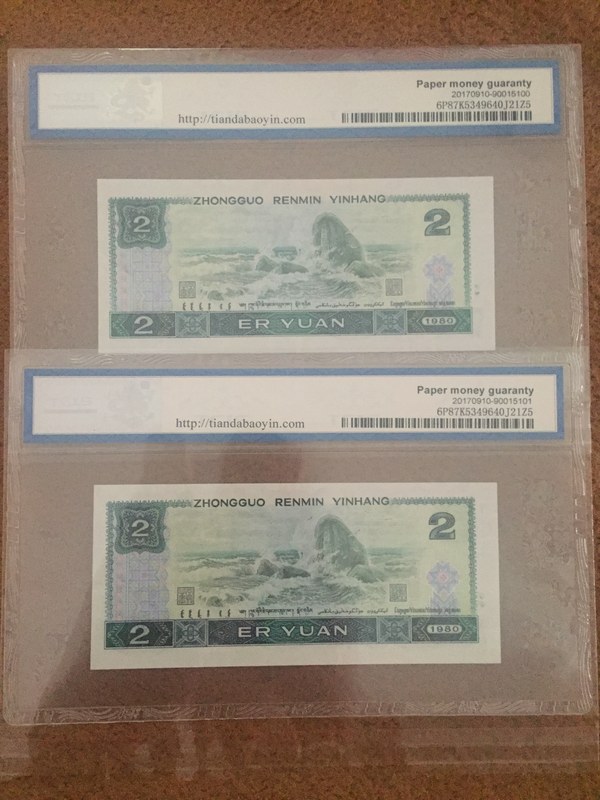 Paper money guaranty
20170910-90015100
http://tiandabaoyin.com
6P87K5349640J21Z5
ZHONGGUO RENMIN YINHANG
2
2
2
ER YUAN
1980
Paper money guaranty
20170910-90015101
http://tiandabaoyin.com
6P87K5349640J21Z5
ZHONGGUO RENMIN YINHANG
2
2
2
ER YUAN
1980